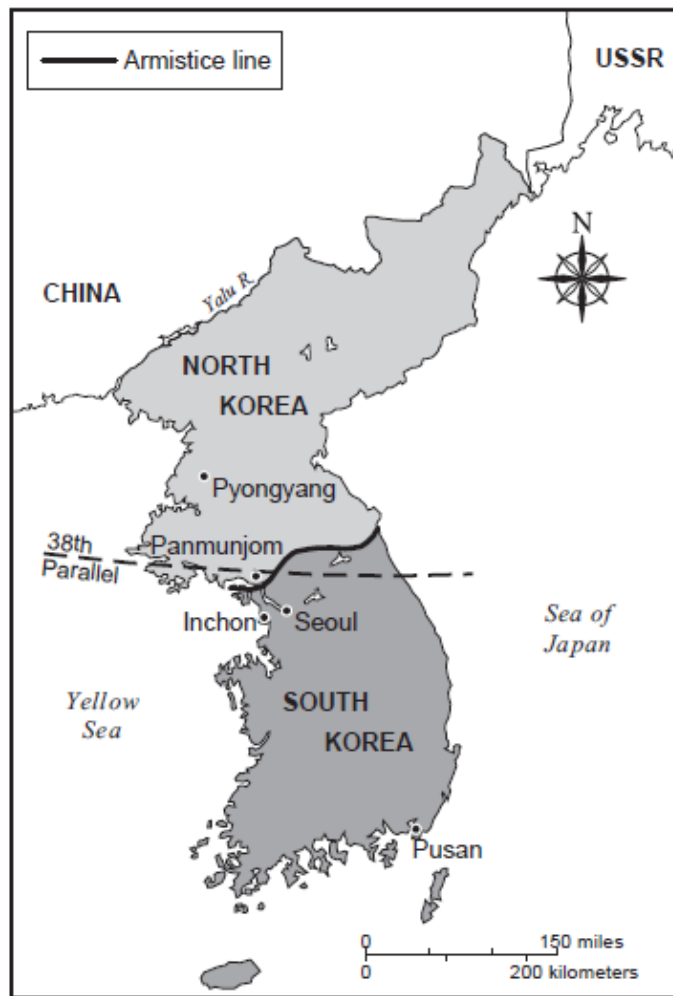 Armistice line
USSR
N
CHINA
Yalu R.
NORTH
KOREA
Pyongyang
38th
Parallel
Panmunjom
Inchon
Seoul
Sea of
Japan
Yellow
Sea
SOUTH
KOREA
Pusan
0 150 miles
0 200 kilometers